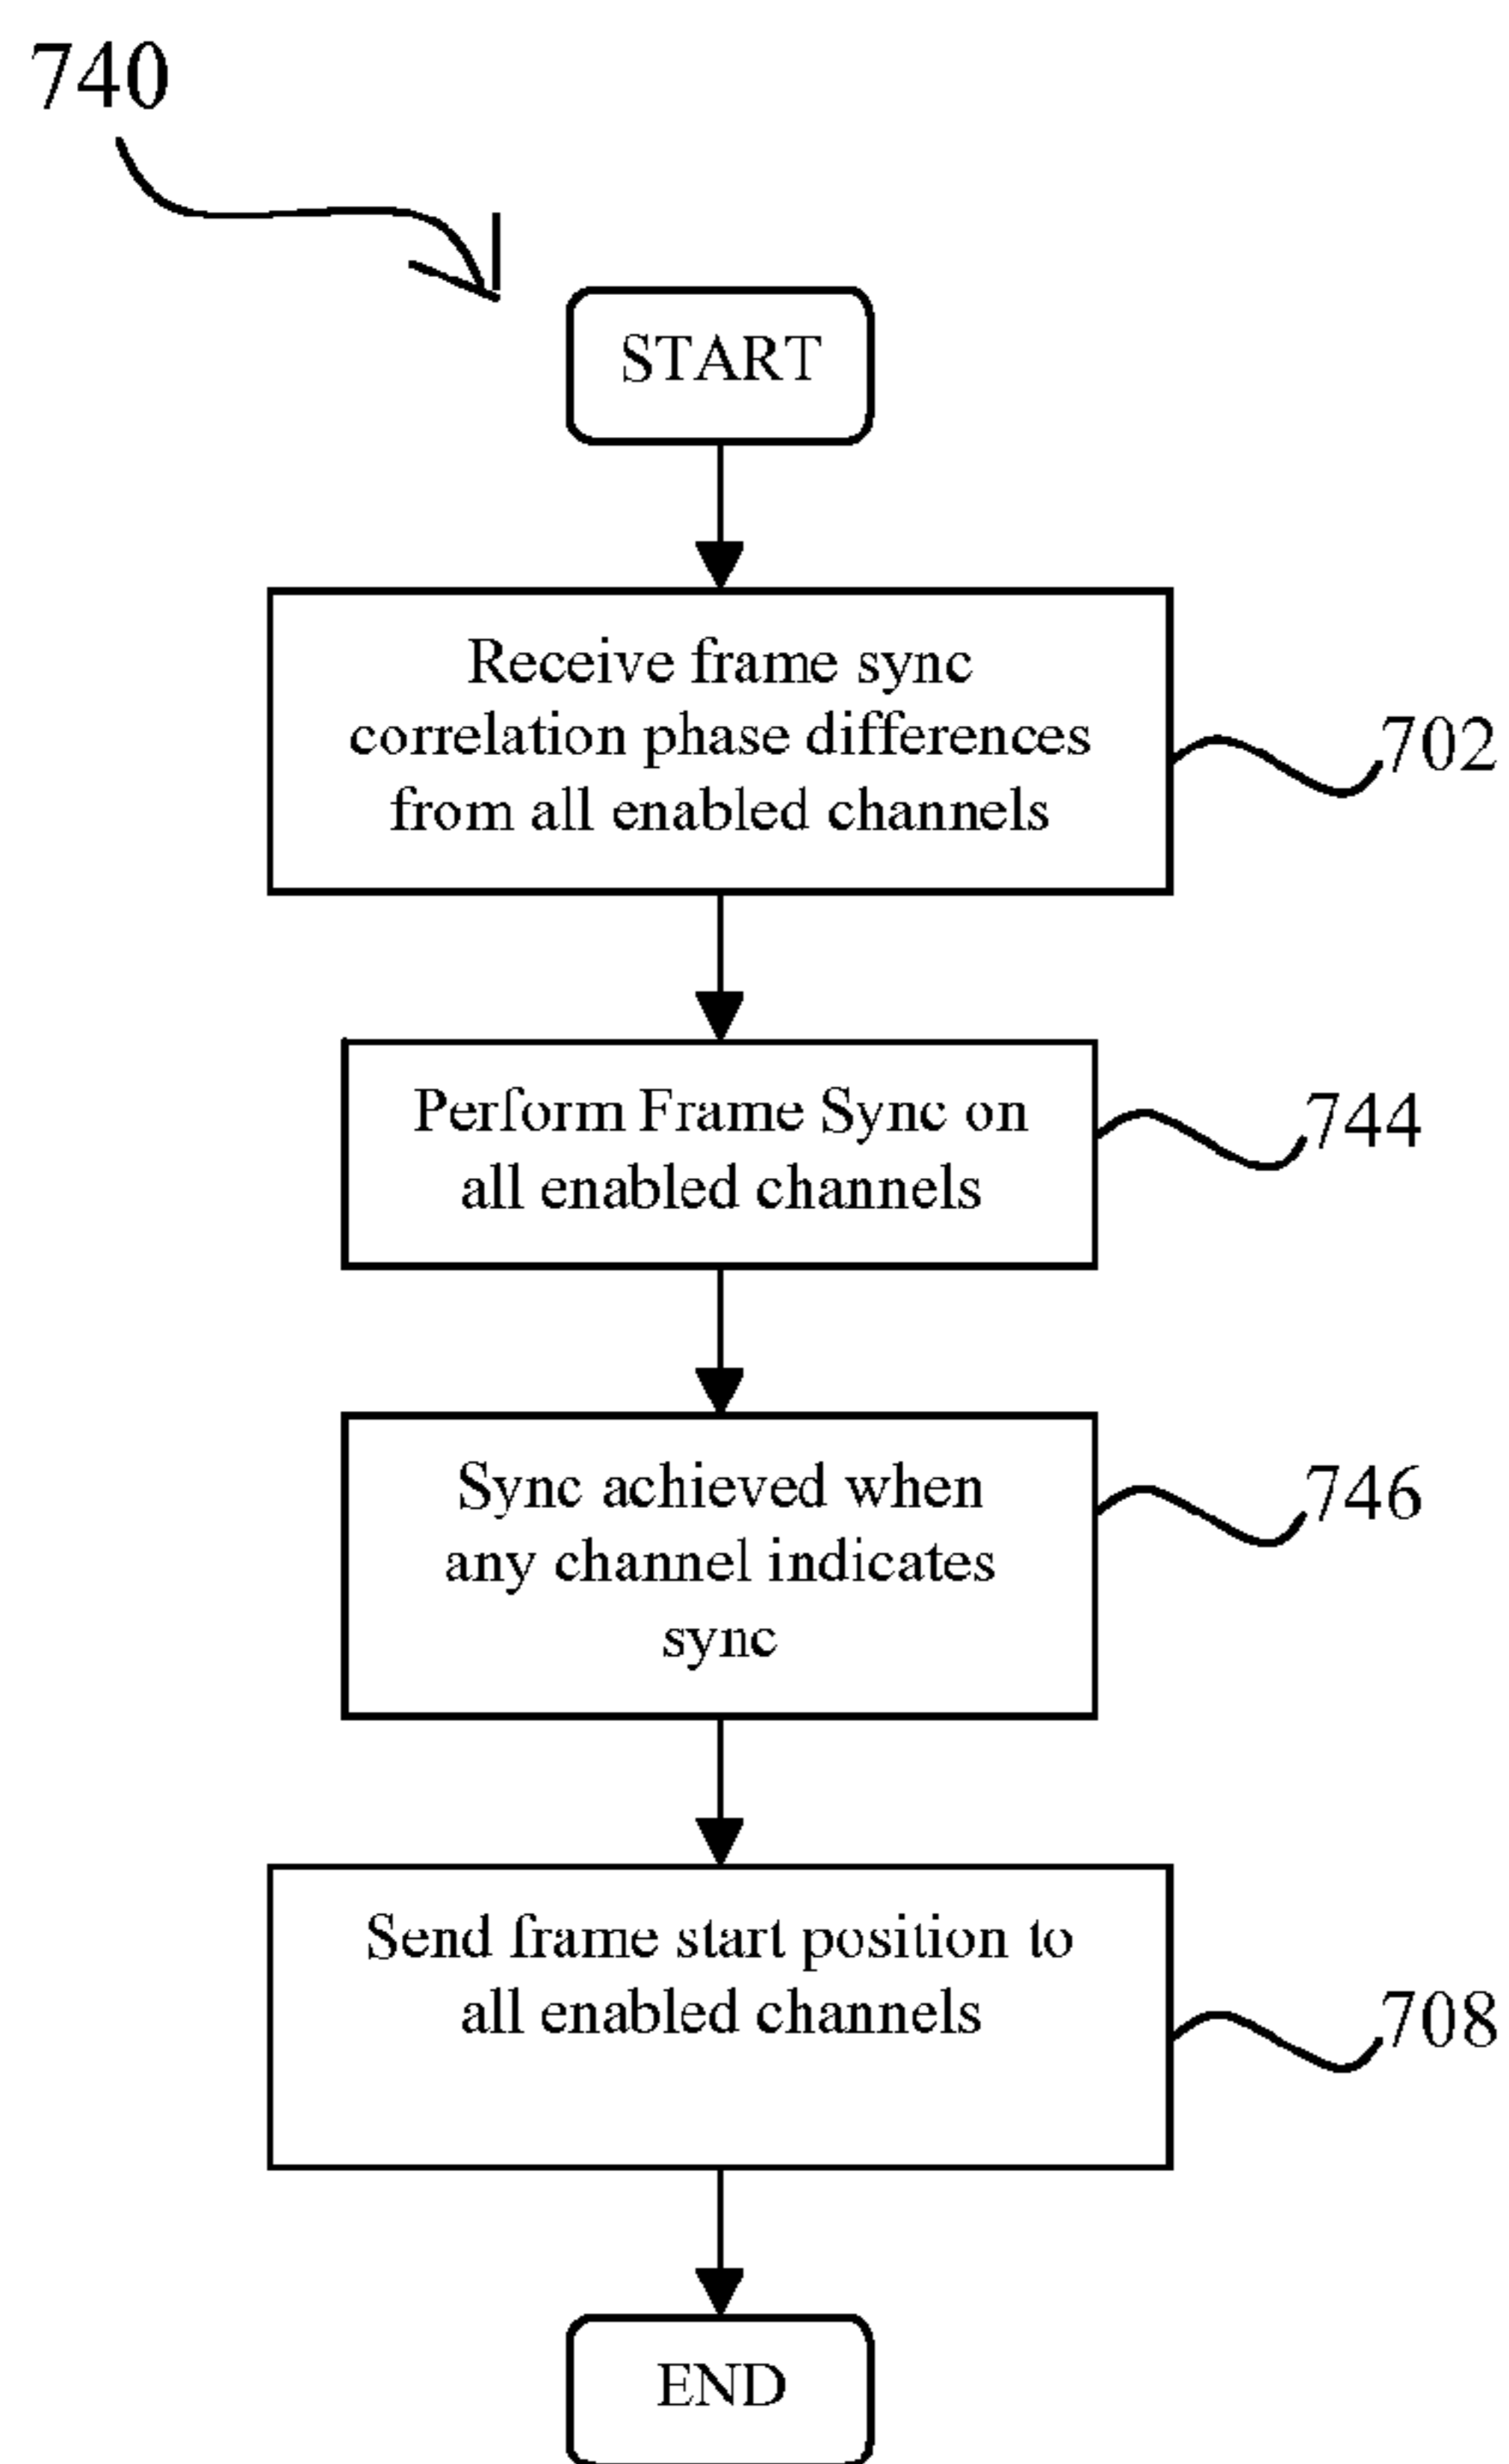 740
START
Receive frame sync
correlation phase differences
from all enabled channels
702
Perform Frame Sync on
all enabled channels
744
Sync achieved when
any channel indicates
sync
746
Send frame start position to
all enabled channels
708
END